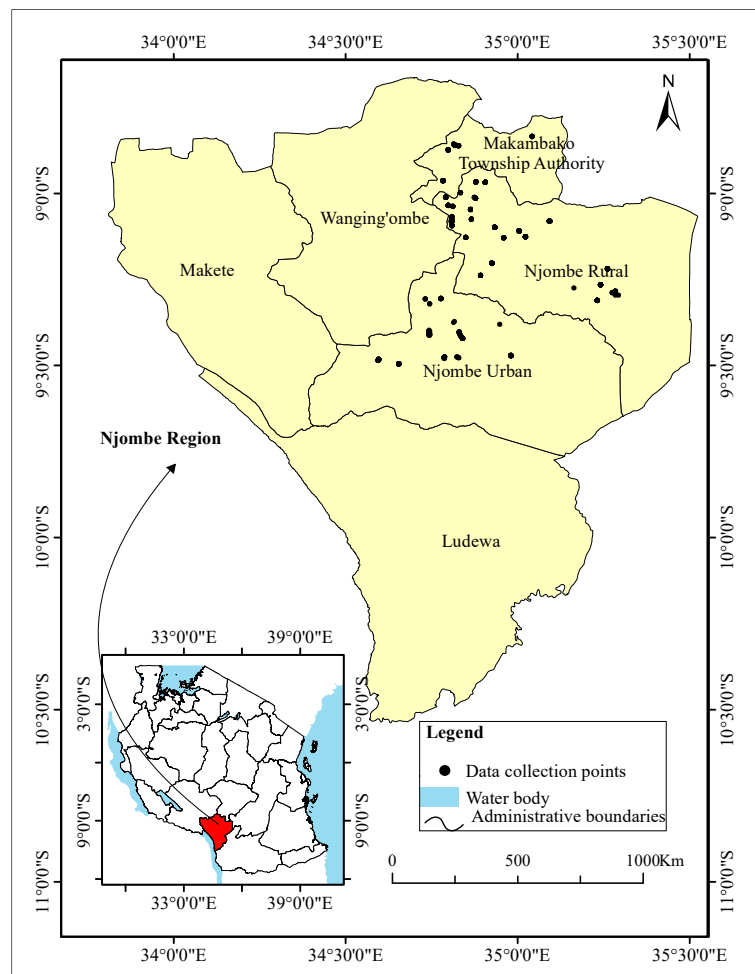 34°0'0"E 34°30'0"E 35°0'0"E 35°30'0"E
N
Makambako
Township Authority
9°0'0"S 9°0'0"S
Wanging'ombe
Makete
Njombe Rural
9°30'0"S 9°30'0"S
Njombe Urban
Njombe Region
10°0'0"S 10°0'0"S
Ludewa
33°0'0"E 39°0'0"E
3°0'0"S 3°0'0"S
10°30'0"S 10°30'0"S
Legend
Data collection points
Water body
Administrative boundaries
9°0'0"S 9°0'0"S
0 500 1000Km
11°0'0"S 11°0'0"S
33°0'0"E 39°0'0"E
34°0'0"E 34°30'0"E 35°0'0"E 35°30'0"E